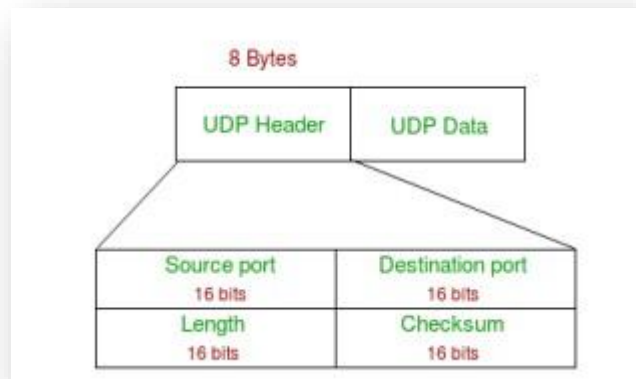 8 Bytes
UDP Header UDP Data
Source port Destination port
16 bits 16 bits
Length Checksum
16 bits 16 bits